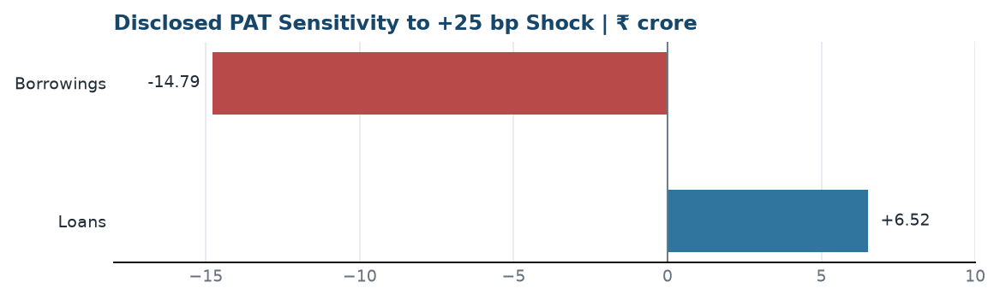 Disclosed PAT Sensitivity to +25 bp Shock | ₹ crore
Borrowings
-14.79
Loans
+6.52
−15 −10 −5 0 5 10